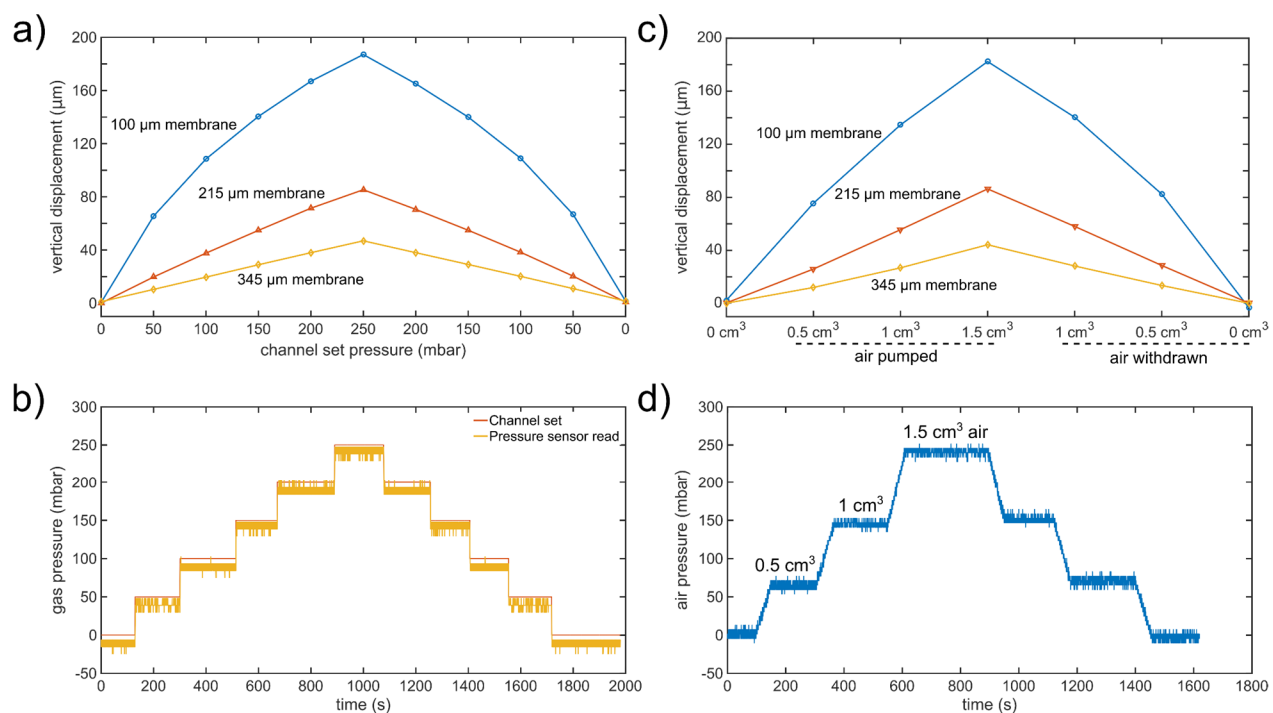 a)
200
160
120
80
40
0
vertical displacement (µm)
100 µm membrane
215 µm membrane
345 µm membrane
0 50 100 150 200 250 200 150 100 50 0
channel set pressure (mbar)
c)
200
160
120
80
40
0
vertical displacement (µm)
100 µm membrane
215 µm membrane
345 µm membrane
0 cm³ 0.5 cm³ 1 cm³ 1.5 cm³ 1 cm³ 0.5 cm³ 0 cm³
air pumped air withdrawn
b)
300
250
200
150
100
50
0
-50
gas pressure (mbar)
Channel set
Pressure sensor read
0 200 400 600 800 1000 1200 1400 1600 1800 2000
time (s)
d)
300
250
200
150
100
50
0
-50
air pressure (mbar)
1.5 cm³ air
1 cm³
0.5 cm³
0 200 400 600 800 1000 1200 1400 1600 1800
time (s)